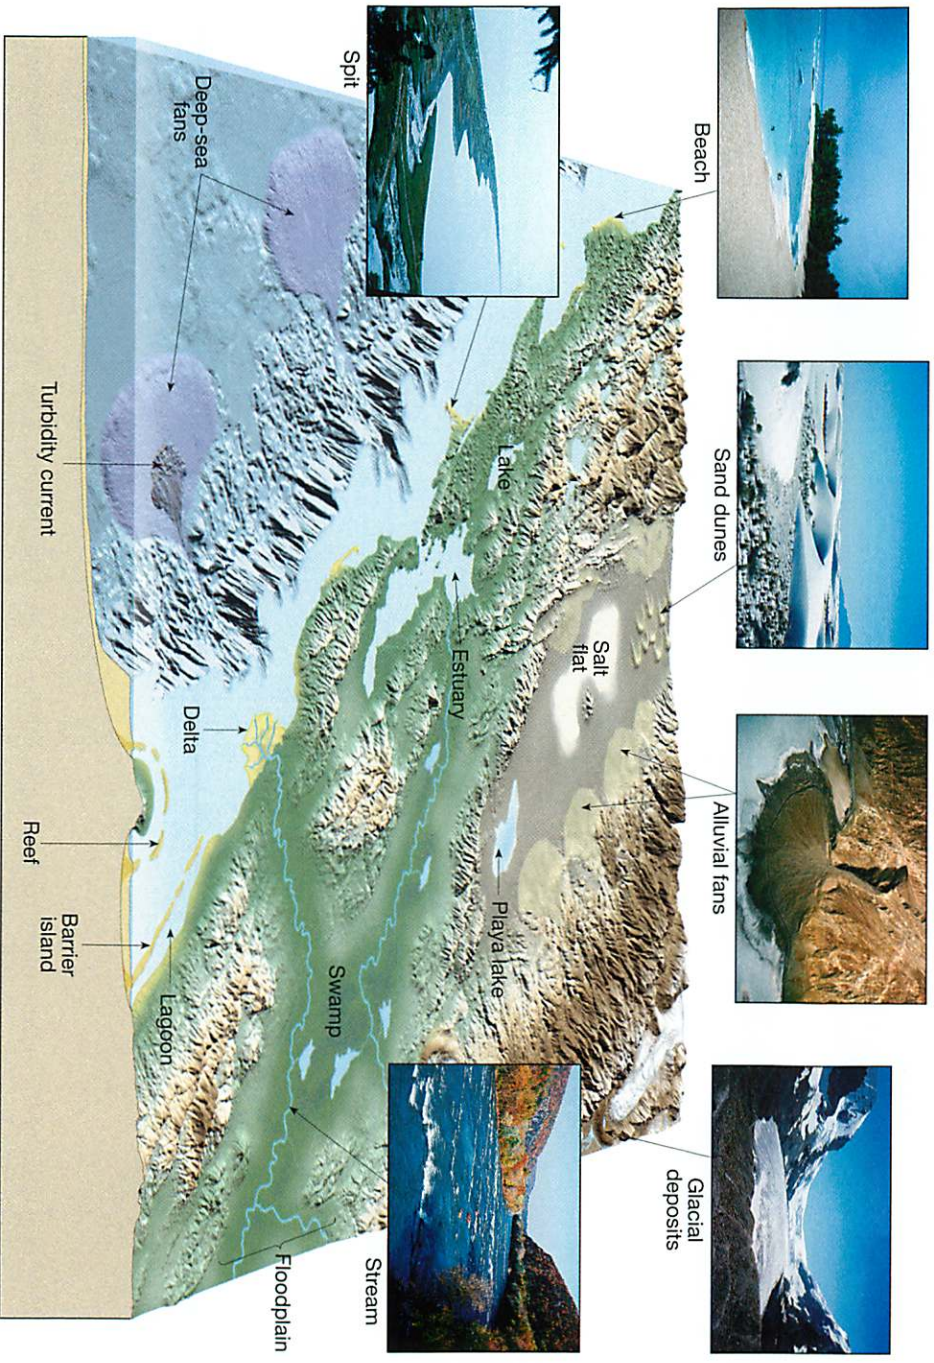 Beach
Sand dunes
Alluvial fans
Glacial
deposits
Spit
Lake
Salt
flat
Playa lake
Estuary
Swamp
Stream
Floodplain
Deep-sea
fans
Delta
Lagoon
Turbidity current
Reef
Barrier
island